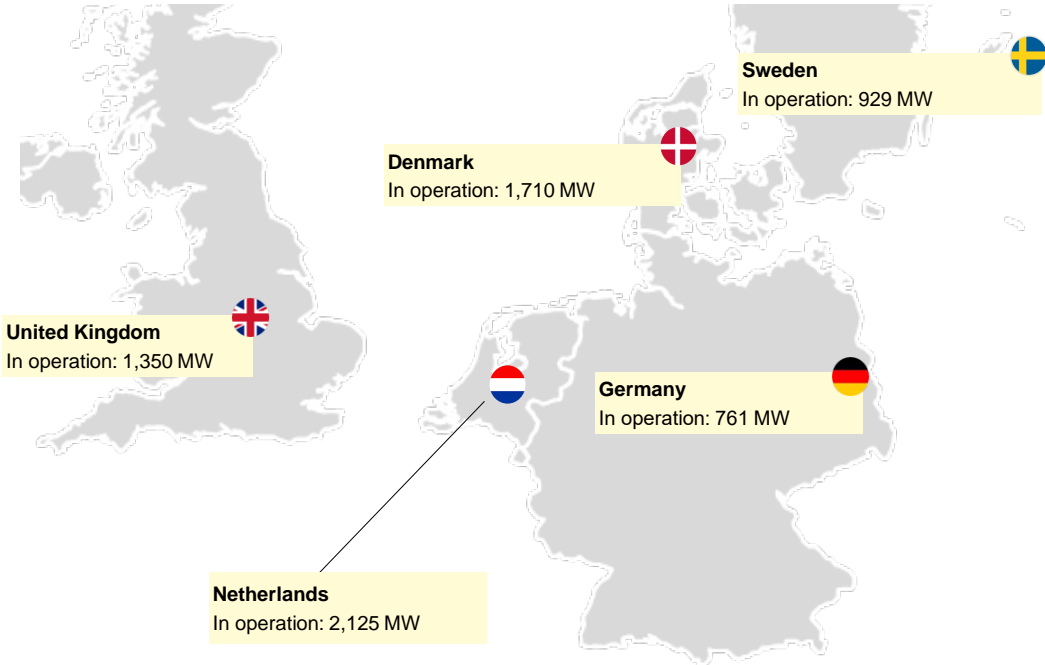 Sweden
In operation: 929 MW
Denmark
In operation: 1,710 MW
United Kingdom
In operation: 1,350 MW
Germany
In operation: 761 MW
Netherlands
In operation: 2,125 MW